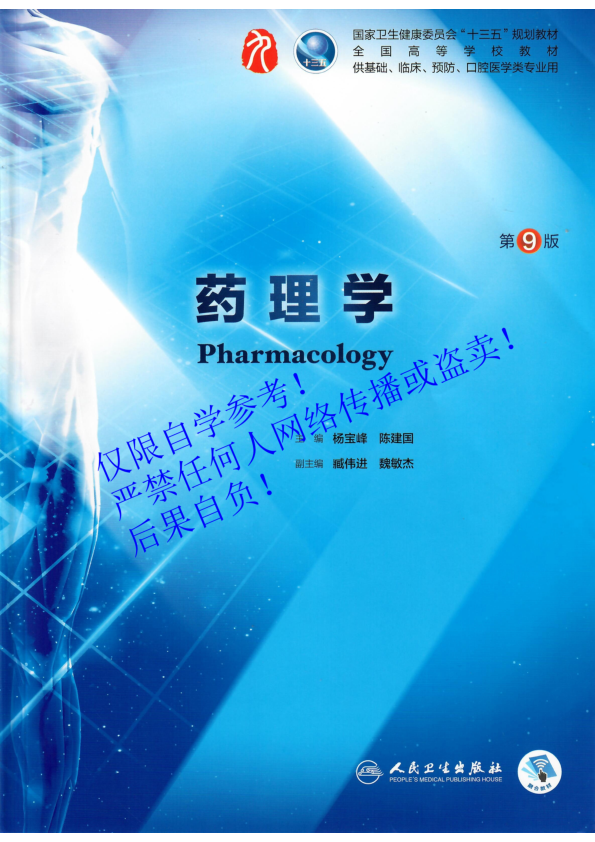 国家卫生健康委员会“十三五”规划教材
全国高等学校教材
供基础、临床、预防、口腔医学类专业用
十三五
第9版
药理学
Pharmacology
仅限自学参考！
严禁任何人网络传播或盗卖！
后果自负！
主 编 杨宝峰 陈建国
副主编 臧伟进 魏敏杰
人民卫生出版社
PEOPLE'S MEDICAL PUBLISHING HOUSE
融合教材